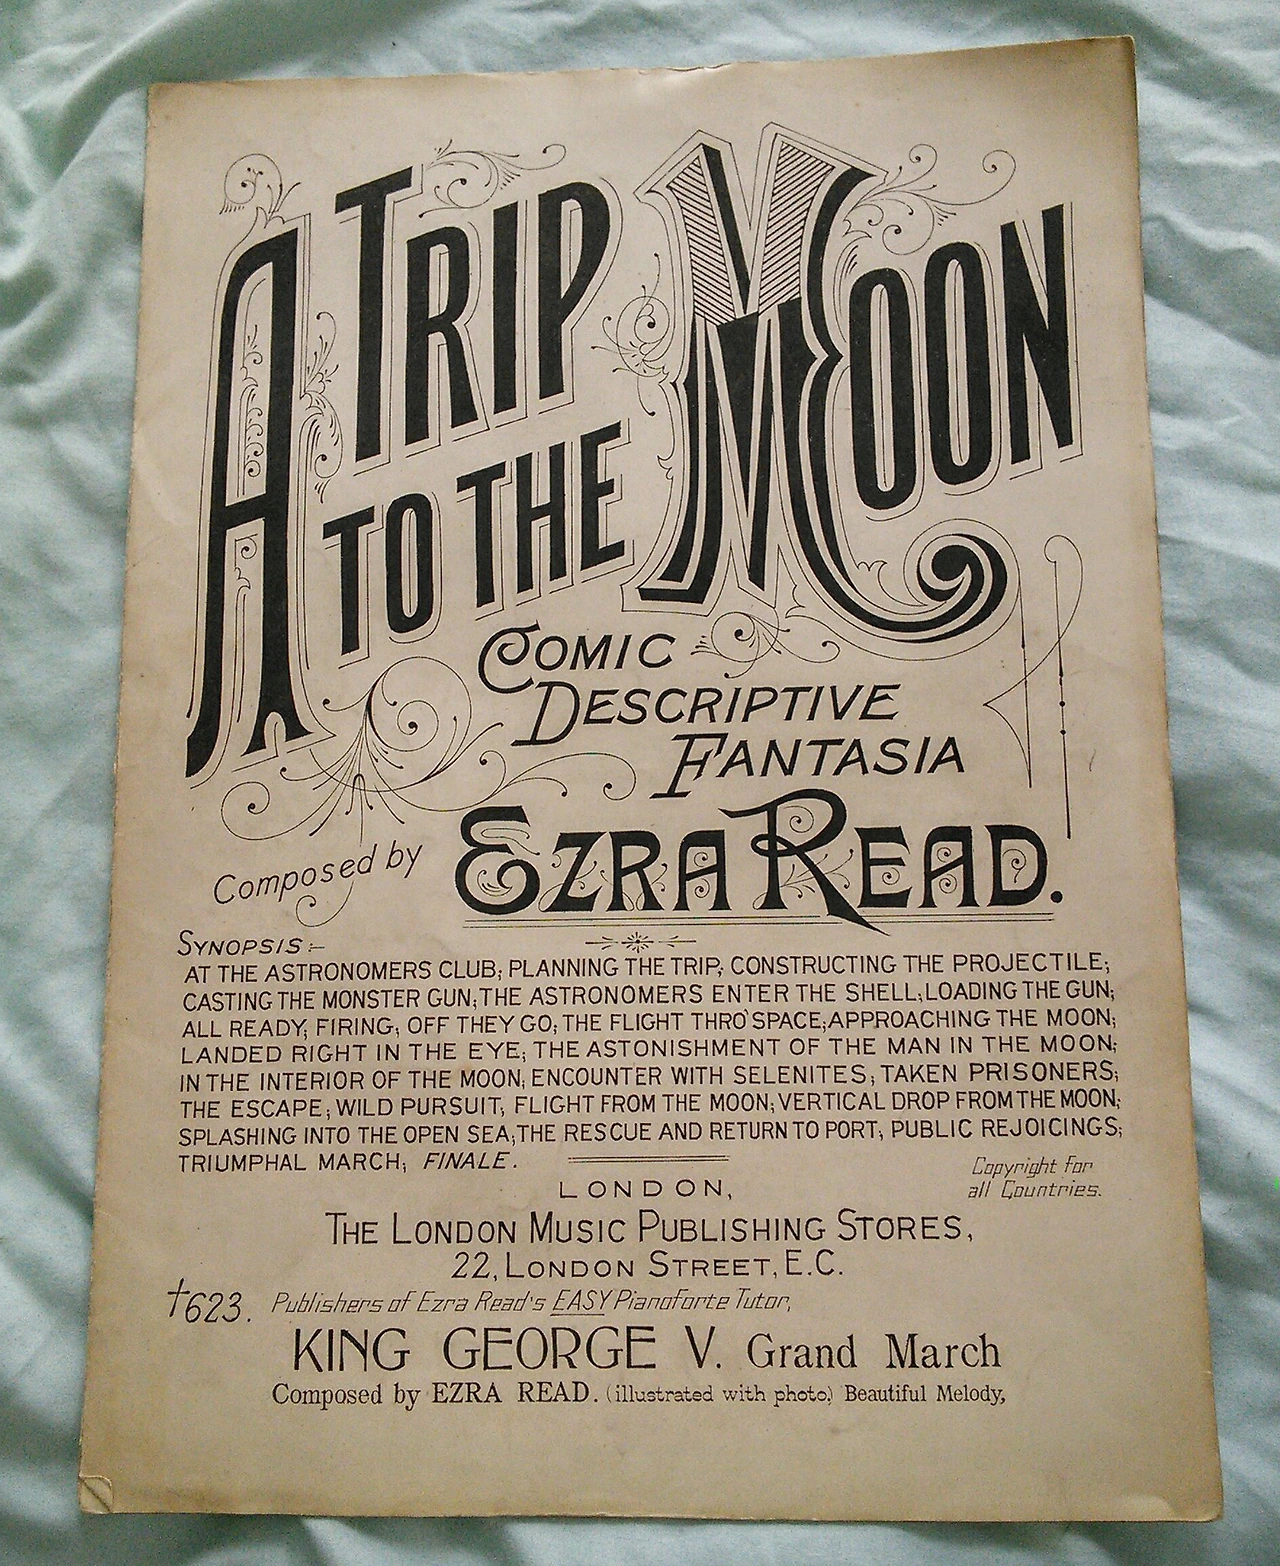 A TRIP
TO THE MOON
COMIC
DESCRIPTIVE
FANTASIA
Composed by EZRA READ.
SYNOPSIS:-
AT THE ASTRONOMERS CLUB; PLANNING THE TRIP; CONSTRUCTING THE PROJECTILE;
CASTING THE MONSTER GUN; THE ASTRONOMERS ENTER THE SHELL; LOADING THE GUN;
ALL READY; FIRING; OFF THEY GO; THE FLIGHT THRO' SPACE; APPROACHING THE MOON;
LANDED RIGHT IN THE EYE; THE ASTONISHMENT OF THE MAN IN THE MOON;
IN THE INTERIOR OF THE MOON; ENCOUNTER WITH SELENITES; TAKEN PRISONERS;
THE ESCAPE; WILD PURSUIT; FLIGHT FROM THE MOON; VERTICAL DROP FROM THE MOON;
SPLASHING INTO THE OPEN SEA; THE RESCUE AND RETURN TO PORT; PUBLIC REJOICINGS;
TRIUMPHAL MARCH; FINALE.
Copyright for
all Countries.
LONDON,
THE LONDON MUSIC PUBLISHING STORES,
22, LONDON STREET, E.C.
†623. Publishers of Ezra Read's EASY Pianoforte Tutor,
KING GEORGE V. Grand March
Composed by EZRA READ. (illustrated with photo) Beautiful Melody,